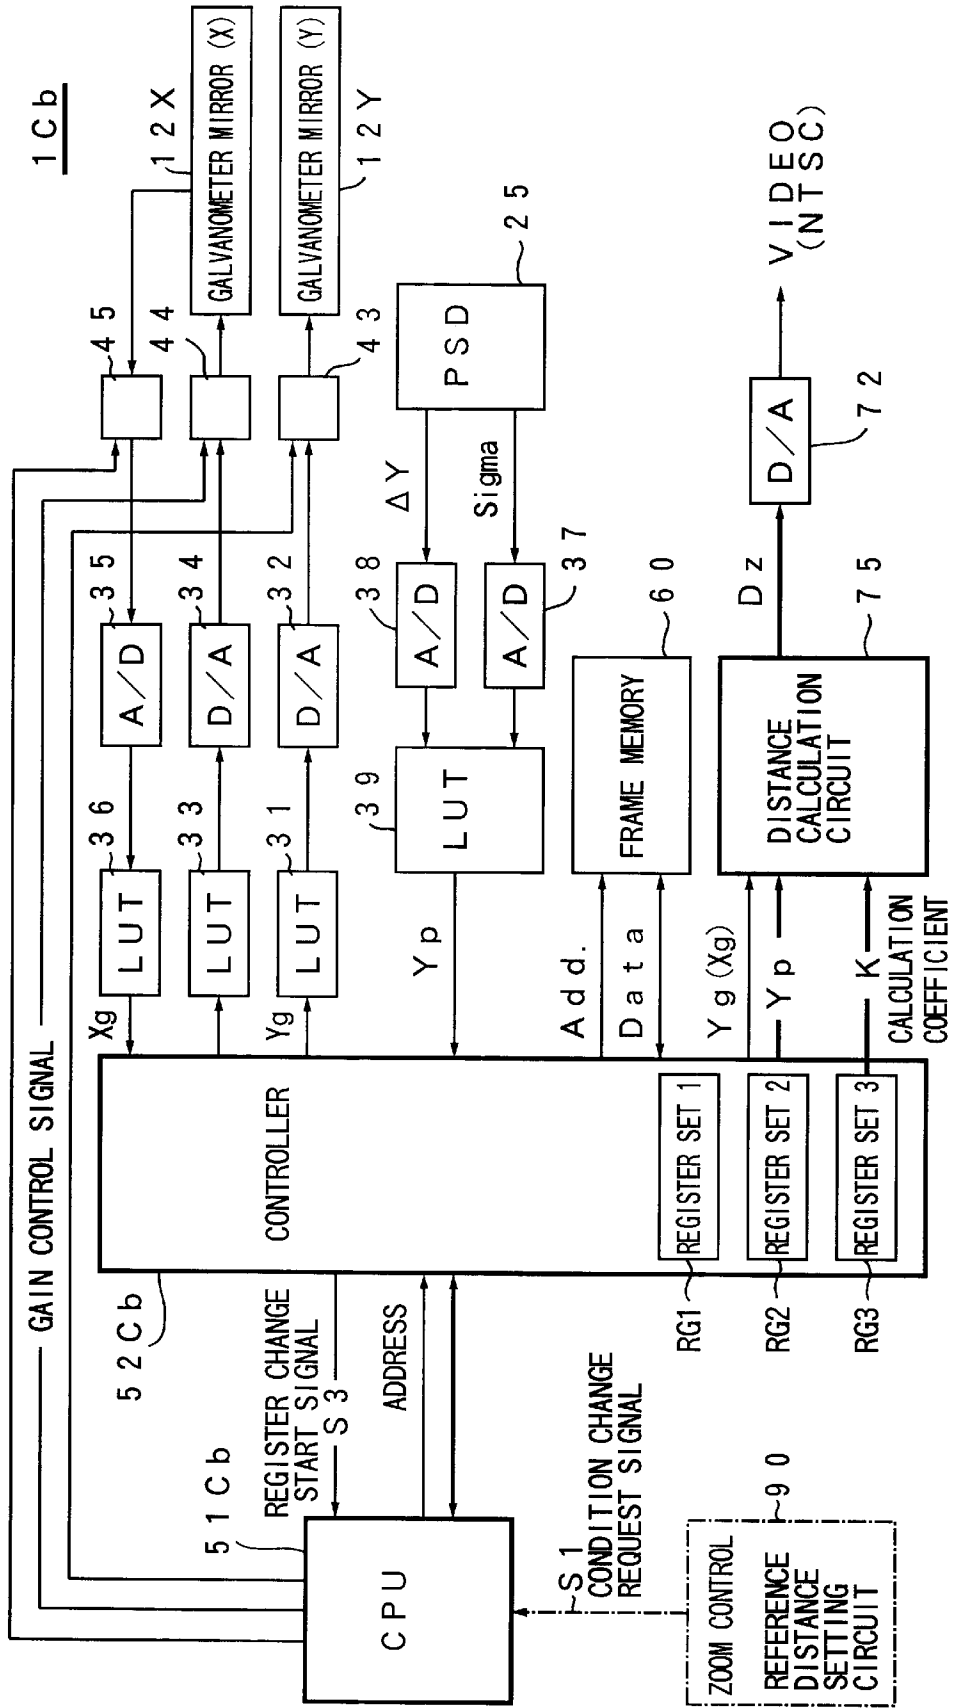 1Cb
GAIN CONTROL SIGNAL
45
44
43
12X
GALVANOMETER MIRROR (X)
GALVANOMETER MIRROR (Y)
12Y
Xg
LUT
36
A/D
35
LUT
33
D/A
34
Yg
LUT
31
D/A
32
52Cb
CONTROLLER
Yp
LUT
39
A/D
38
ΔY
A/D
37
Sigma
PSD
25
51Cb
CPU
REGISTER CHANGE
START SIGNAL
S3
ADDRESS
Add.
Data
FRAME MEMORY
60
S1
CONDITION CHANGE
REQUEST SIGNAL
RG1
REGISTER SET 1
RG2
REGISTER SET 2
RG3
REGISTER SET 3
Yg(Xg)
Yp
K
CALCULATION
COEFFICIENT
DISTANCE
CALCULATION
CIRCUIT
75
Dz
D/A
72
VIDEO
(NTSC)
ZOOM CONTROL
REFERENCE
DISTANCE
SETTING
CIRCUIT
90